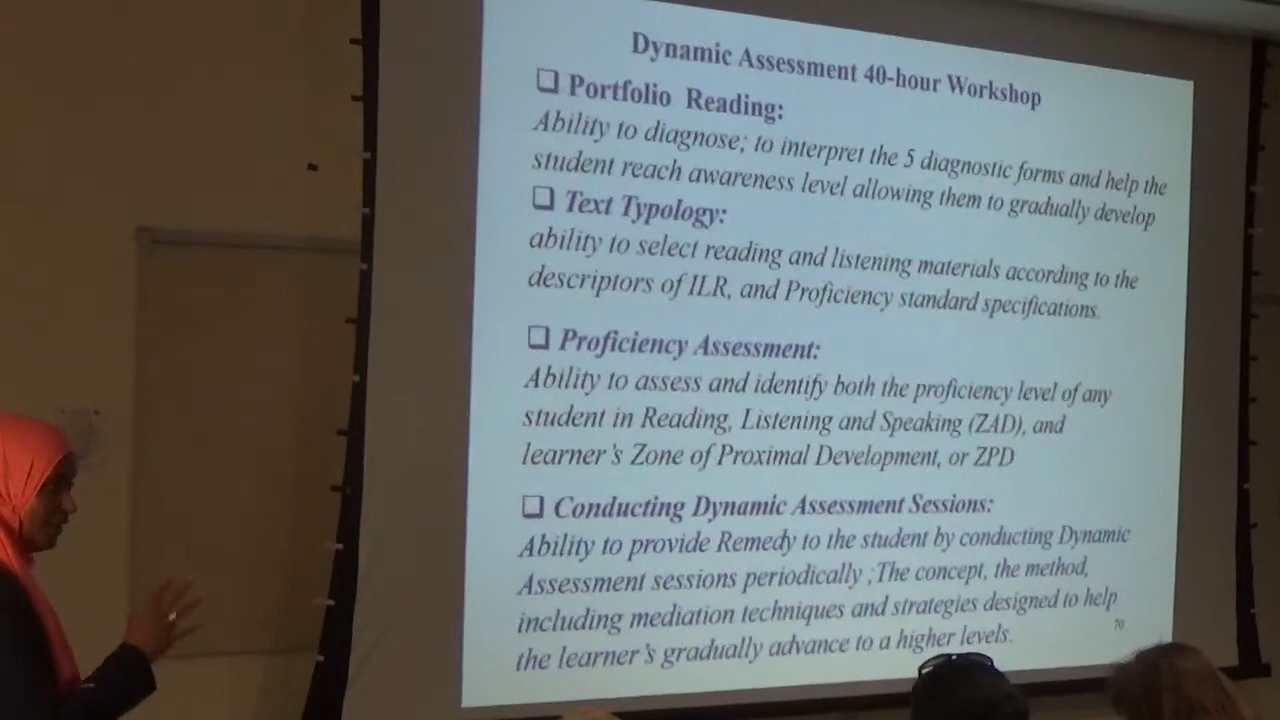 Dynamic Assessment 40-hour Workshop
❑ Portfolio Reading:
Ability to diagnose; to interpret the 5 diagnostic forms and help the
student reach awareness level allowing them to gradually develop
❑ Text Typology:
ability to select reading and listening materials according to the
descriptors of ILR, and Proficiency standard specifications.
❑ Proficiency Assessment:
Ability to assess and identify both the proficiency level of any
student in Reading, Listening and Speaking (ZAD), and
learner's Zone of Proximal Development, or ZPD
❑ Conducting Dynamic Assessment Sessions:
Ability to provide Remedy to the student by conducting Dynamic
Assessment sessions periodically ;The concept, the method,
including mediation techniques and strategies designed to help
the learner's gradually advance to a higher levels.
70